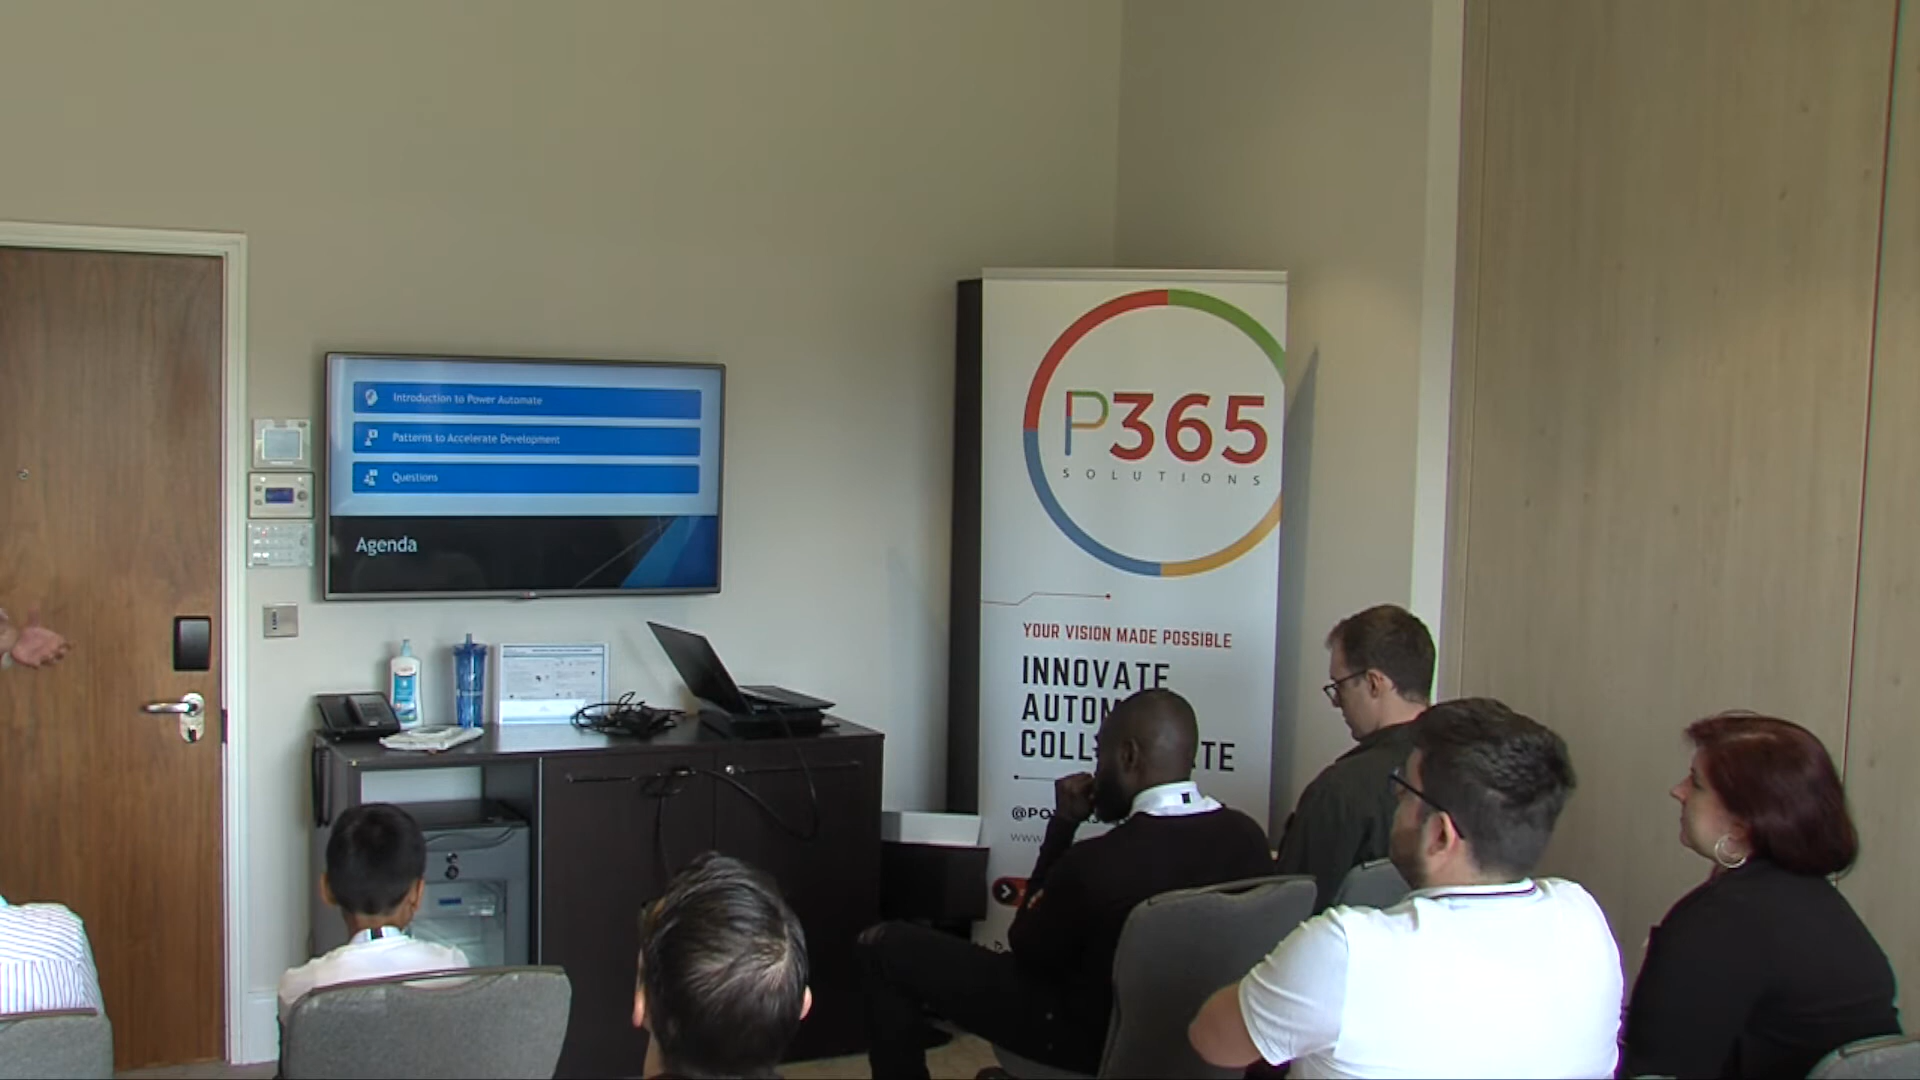 Introduction to Power Automate
Patterns to Accelerate Development
Questions
Agenda
P365
SOLUTIONS
YOUR VISION MADE POSSIBLE
INNOVATE